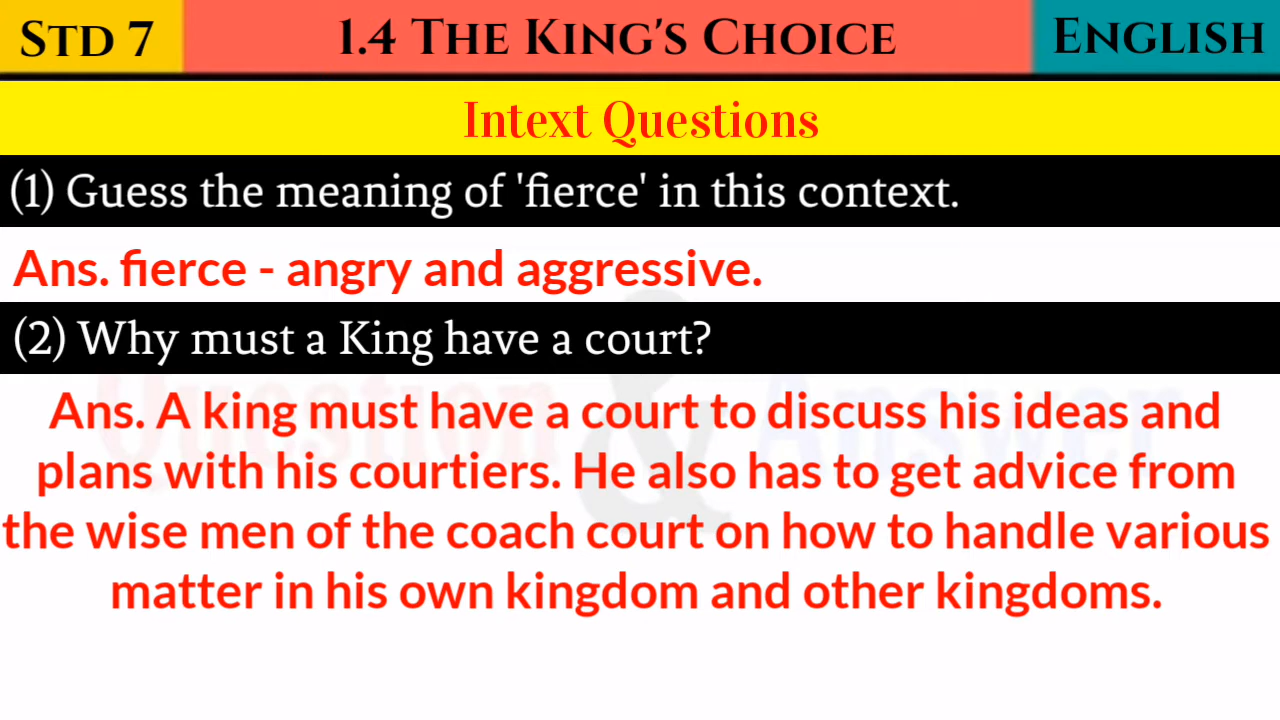 STD 7
1.4 THE KING'S CHOICE
ENGLISH
Intext Questions
(1) Guess the meaning of 'fierce' in this context.
Ans. fierce - angry and aggressive.
(2) Why must a King have a court?
Question & Answer
Ans. A king must have a court to discuss his ideas and
plans with his courtiers. He also has to get advice from
the wise men of the coach court on how to handle various
matter in his own kingdom and other kingdoms.